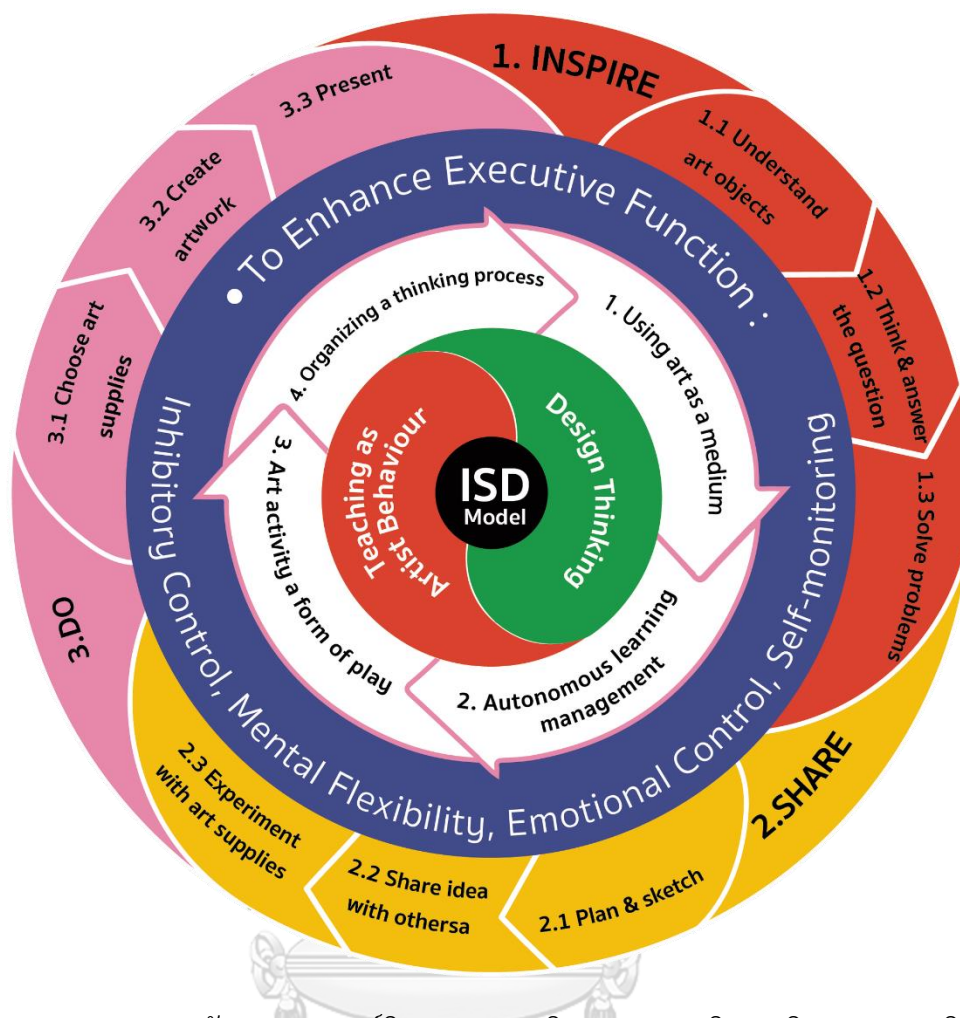 1. INSPIRE
1.1 Understand
art objects
1.2 Think & answer
the question
1.3 Solve problems
2.SHARE
2.1 Plan & sketch
2.2 Share idea
with othersa
2.3 Experiment
with art supplies
3.DO
3.1 Choose art
supplies
3.2 Create
artwork
3.3 Present
• To Enhance Executive Function :
Inhibitory Control, Mental Flexibility, Emotional Control, Self-monitoring
1. Using art as a medium
2. Autonomous learning
management
3. Art activity a form of play
4. Organizing a thinking process
Teaching as
Artist Behaviour
Design Thinking
ISD
Model